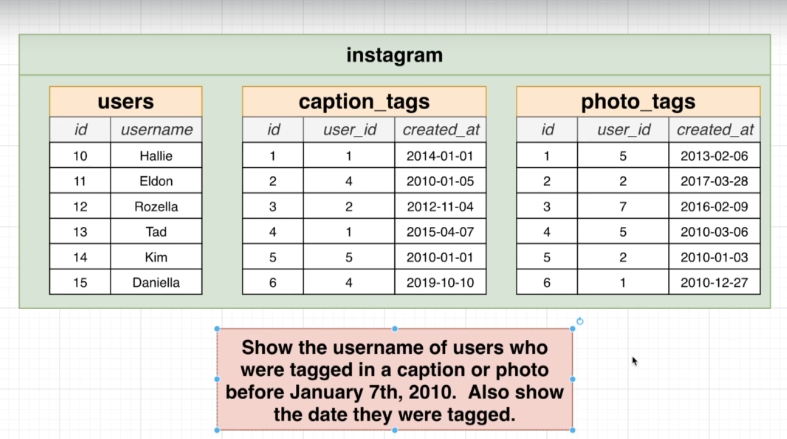 instagram
users
id username
10 Hallie
11 Eldon
12 Rozella
13 Tad
14 Kim
15 Daniella
caption_tags
id user_id created_at
1 1 2014-01-01
2 4 2010-01-05
3 2 2012-11-04
4 1 2015-04-07
5 5 2010-01-01
6 4 2019-10-10
photo_tags
id user_id created_at
1 5 2013-02-06
2 2 2017-03-28
3 7 2016-02-09
4 5 2010-03-06
5 2 2010-01-03
6 1 2010-12-27
Show the username of users who
were tagged in a caption or photo
before January 7th, 2010. Also show
the date they were tagged.